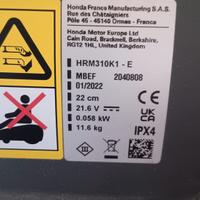 Honda France Manufacturing S.A.S.
Rue des Châtaigniers
Pôle 45 - 45140 Ormes - France
Honda Motor Europe Ltd
Cain Road, Bracknell, Berkshire,
RG12 1HL, United Kingdom
HRM310K1 - E
MBEF 2040808
01/2022
22 cm
21.6 V
0.058 kW
11.6 kg
CE
UK
CA
IPX4